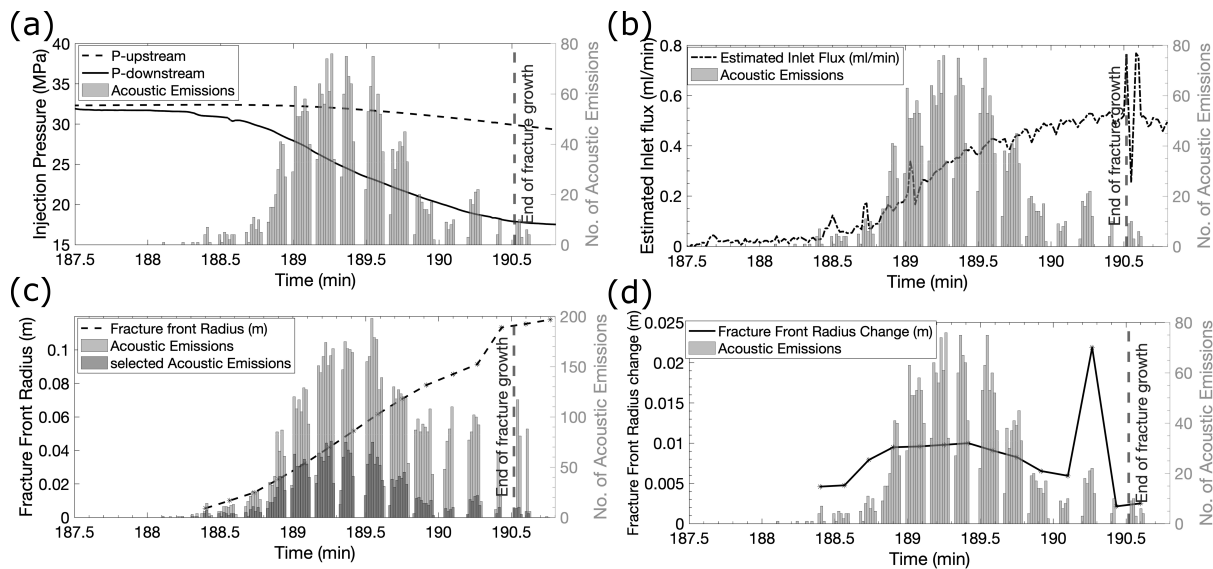 (a)
Injection Pressure (MPa)
40
35
30
25
20
15
P-upstream
P-downstream
Acoustic Emissions
End of fracture growth
80
60
40
20
0
No. of Acoustic Emissions
187.5 188 188.5 189 189.5 190 190.5
Time (min)
(b)
Estimated Inlet flux (ml/min)
0.8
0.6
0.4
0.2
0
Estimated Inlet Flux (ml/min)
Acoustic Emissions
End of fracture growth
80
60
40
20
0
No. of Acoustic Emissions
187.5 188 188.5 189 189.5 190 190.5
Time (min)
(c)
Fracture Front Radius (m)
0.1
0.08
0.06
0.04
0.02
0
Fracture front Radius (m)
Acoustic Emissions
selected Acoustic Emissions
End of fracture growth
200
150
100
50
0
No. of Acoustic Emissions
187.5 188 188.5 189 189.5 190 190.5
Time (min)
(d)
Fracture Front Radius change (m)
0.025
0.02
0.015
0.01
0.005
0
Fracture Front Radius Change (m)
Acoustic Emissions
End of fracture growth
80
60
40
20
0
No. of Acoustic Emissions
187.5 188 188.5 189 189.5 190 190.5
Time (min)